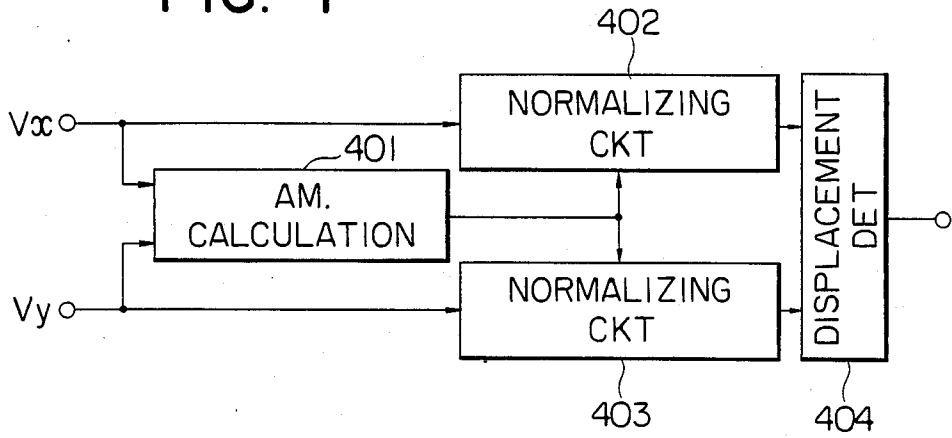 402
NORMALIZING
CKT
Vx
401
AM.
CALCULATION
DISPLACEMENT
DET
Vy
NORMALIZING
CKT
403
404